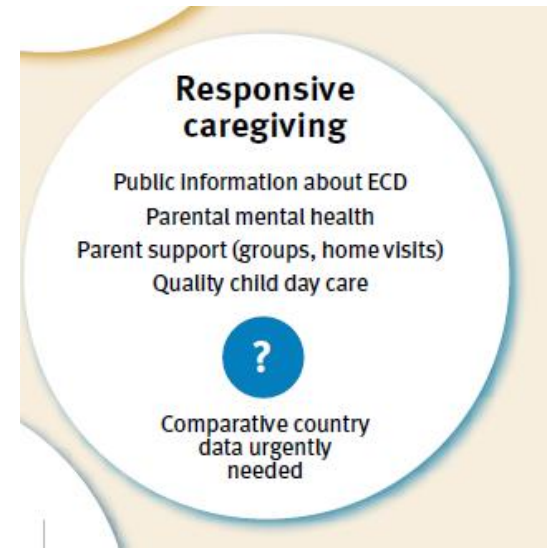 Responsive
caregiving
Public information about ECD
Parental mental health
Parent support (groups, home visits)
Quality child day care
?
Comparative country
data urgently
needed